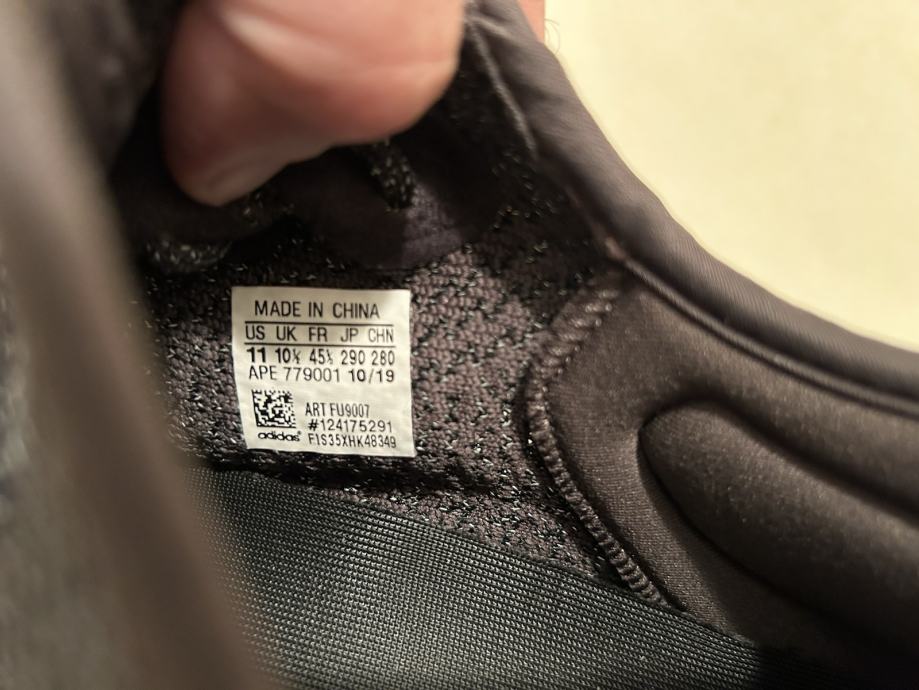 MADE IN CHINA
US UK FR JP CHN
11 10½ 45⅓ 290 280
APE 779001 10/19
ART FU9007
#124175291
adidas F1S35XHK48349